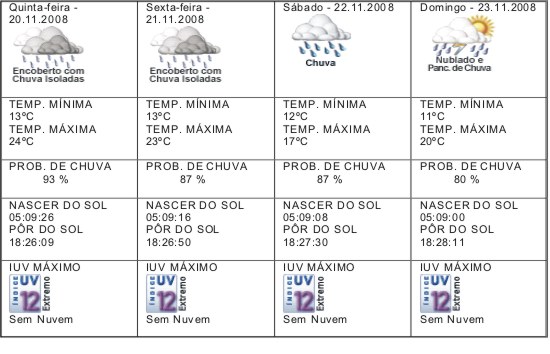 Quinta-feira -
20.11.2008
Encoberto com
Chuva Isoladas
Sexta-feira -
21.11.2008
Encoberto com
Chuva Isoladas
Sábado - 22.11.2008
Chuva
Domingo - 23.11.2008
Nublado e
Panc. de Chuva
TEMP. MÍNIMA
13ºC
TEMP. MÁXIMA
24ºC
TEMP. MÍNIMA
13ºC
TEMP. MÁXIMA
23ºC
TEMP. MÍNIMA
12ºC
TEMP. MÁXIMA
17ºC
TEMP. MÍNIMA
11ºC
TEMP. MÁXIMA
20ºC
PROB. DE CHUVA
93 %
PROB. DE CHUVA
87 %
PROB. DE CHUVA
87 %
PROB. DE CHUVA
80 %
NASCER DO SOL
05:09:26
PÔR DO SOL
18:26:09
NASCER DO SOL
05:09:16
PÔR DO SOL
18:26:50
NASCER DO SOL
05:09:08
PÔR DO SOL
18:27:30
NASCER DO SOL
05:09:00
PÔR DO SOL
18:28:11
IUV MÁXIMO
ÍNDICE UV
12 Extremo
Sem Nuvem
IUV MÁXIMO
ÍNDICE UV
12 Extremo
Sem Nuvem
IUV MÁXIMO
ÍNDICE UV
12 Extremo
Sem Nuvem
IUV MÁXIMO
ÍNDICE UV
12 Extremo
Sem Nuvem